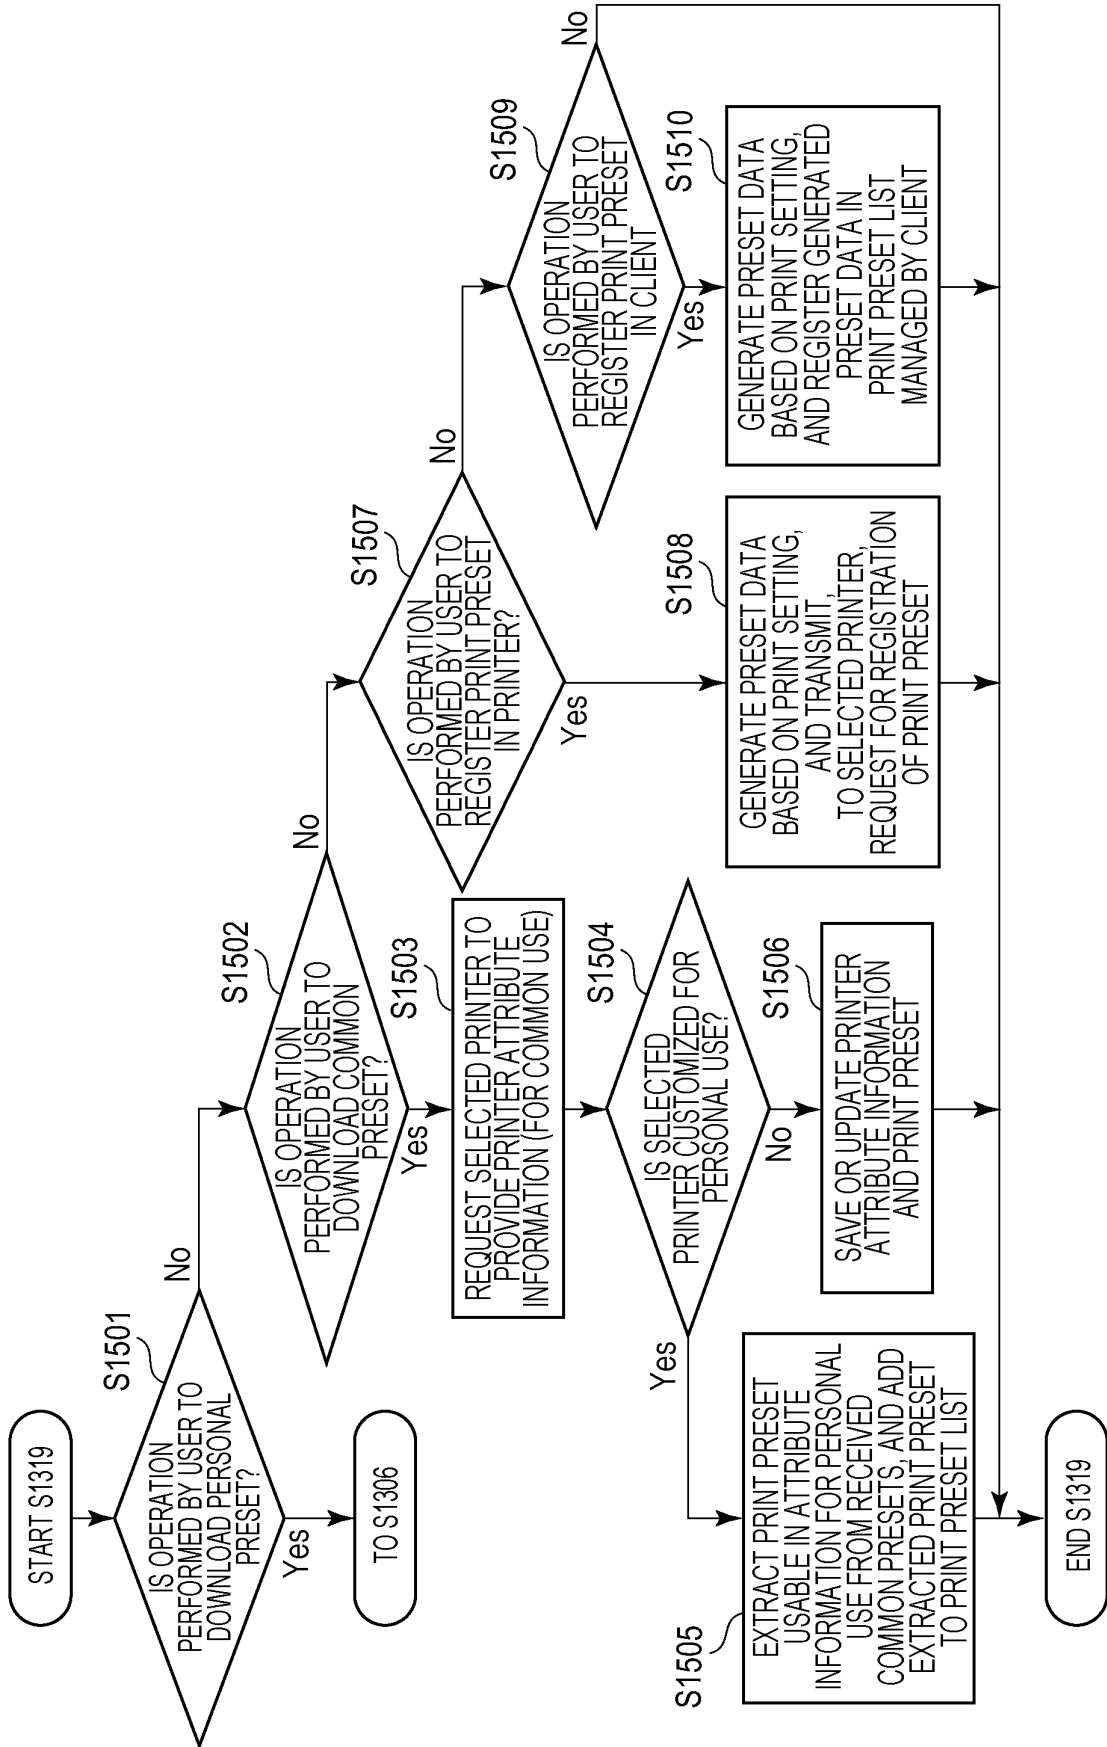 START S1319
S1501
IS OPERATION
PERFORMED BY USER TO
DOWNLOAD PERSONAL
PRESET?
No
Yes
TO S1306
S1502
IS OPERATION
PERFORMED BY USER TO
DOWNLOAD COMMON
PRESET?
No
Yes
S1503
REQUEST SELECTED PRINTER TO
PROVIDE PRINTER ATTRIBUTE
INFORMATION (FOR COMMON USE)
S1504
IS SELECTED
PRINTER CUSTOMIZED FOR
PERSONAL USE?
Yes
No
S1505
EXTRACT PRINT PRESET
USABLE IN ATTRIBUTE
INFORMATION FOR PERSONAL
USE FROM RECEIVED
COMMON PRESETS, AND ADD
EXTRACTED PRINT PRESET
TO PRINT PRESET LIST
S1506
SAVE OR UPDATE PRINTER
ATTRIBUTE INFORMATION
AND PRINT PRESET
S1507
IS OPERATION
PERFORMED BY USER TO
REGISTER PRINT PRESET
IN PRINTER?
No
Yes
S1508
GENERATE PRESET DATA
BASED ON PRINT SETTING,
AND TRANSMIT,
TO SELECTED PRINTER,
REQUEST FOR REGISTRATION
OF PRINT PRESET
S1509
IS OPERATION
PERFORMED BY USER TO
REGISTER PRINT PRESET
IN CLIENT
No
Yes
S1510
GENERATE PRESET DATA
BASED ON PRINT SETTING,
AND REGISTER GENERATED
PRESET DATA IN
PRINT PRESET LIST
MANAGED BY CLIENT
END S1319